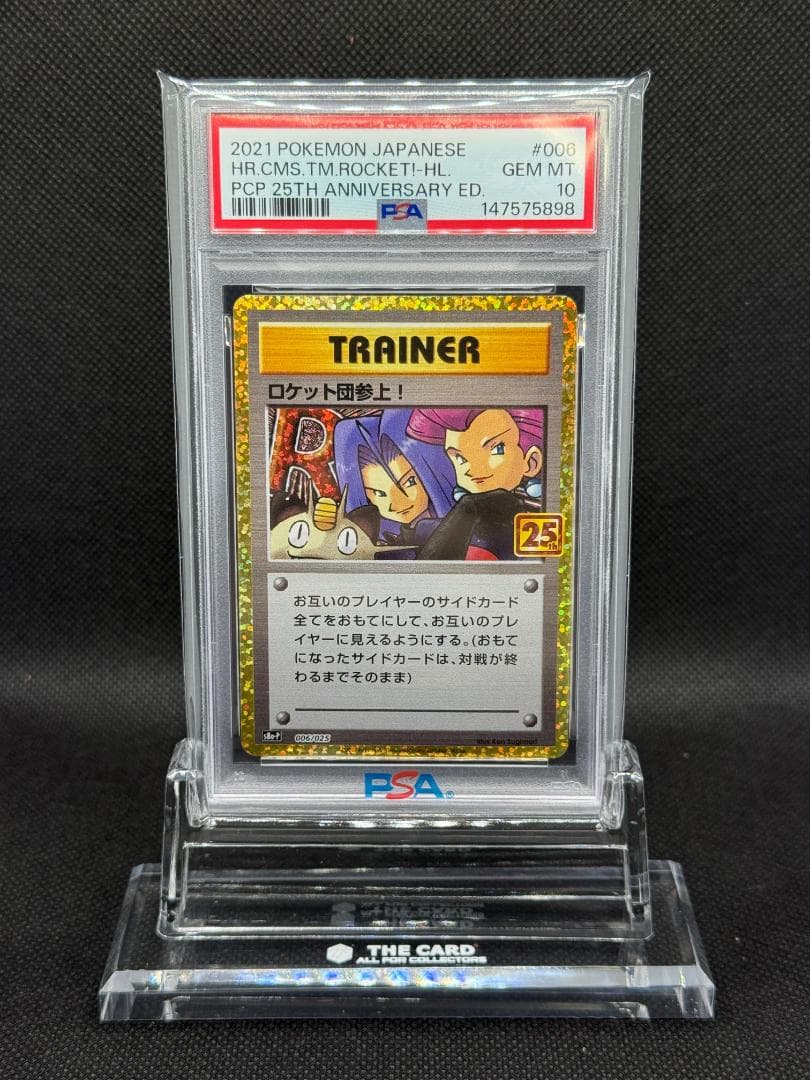 2021 POKEMON JAPANESE #006
HR.CMS.TM.ROCKET!-HL. GEM MT
PCP 25TH ANNIVERSARY ED. 10
PSA 147575898
TRAINER
ロケット団参上！
R
25th
お互いのプレイヤーのサイドカード
全てをおもてにして、お互いのプレ
イヤーに見えるようにする。(おもて
になったサイドカードは、対戦が終
わるまでそのまま)
s8a-P 006/025
Illus. Ken Sugimori
PSA®
THE CARD
ALL FOR COLLECTORS